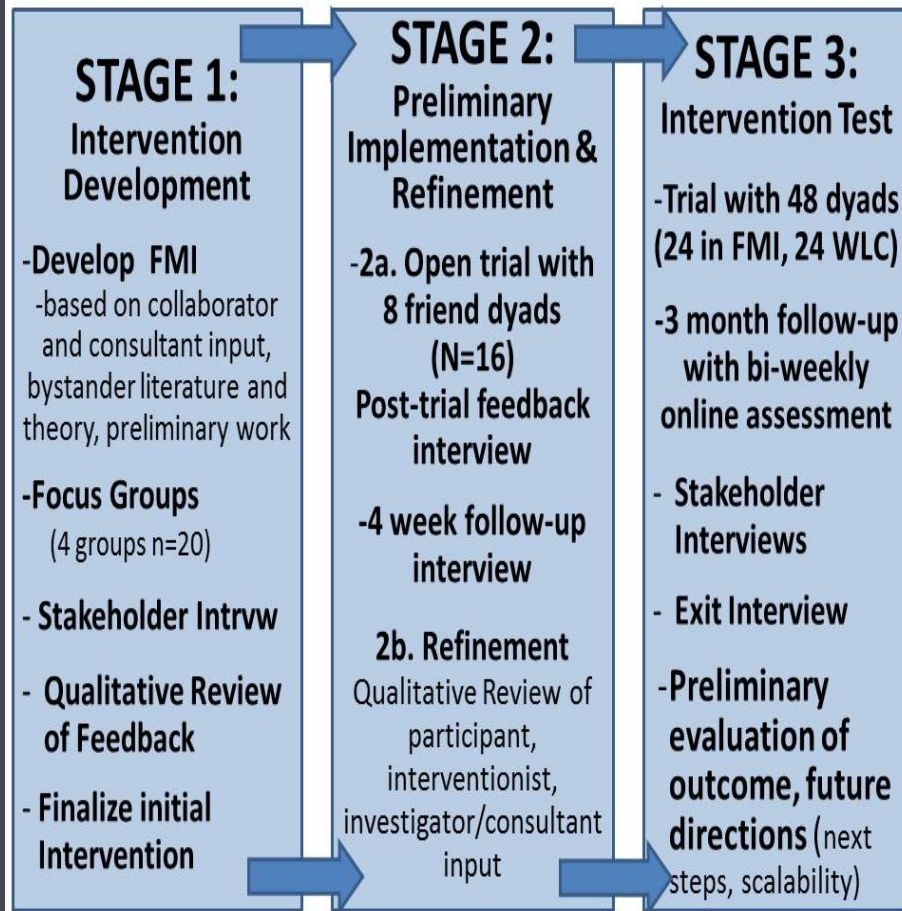 STAGE 1:
Intervention
Development
-Develop FMI
-based on collaborator
and consultant input,
bystander literature and
theory, preliminary work
-Focus Groups
(4 groups n=20)
- Stakeholder Intrvw
- Qualitative Review
of Feedback
- Finalize initial
Intervention
STAGE 2:
Preliminary
Implementation &
Refinement
-2a. Open trial with
8 friend dyads
(N=16)
Post-trial feedback
interview
-4 week follow-up
interview
2b. Refinement
Qualitative Review of
participant,
interventionist,
investigator/consultant
input
STAGE 3:
Intervention Test
-Trial with 48 dyads
(24 in FMI, 24 WLC)
-3 month follow-up
with bi-weekly
online assessment
- Stakeholder
Interviews
- Exit Interview
-Preliminary
evaluation of
outcome, future
directions (next
steps, scalability)